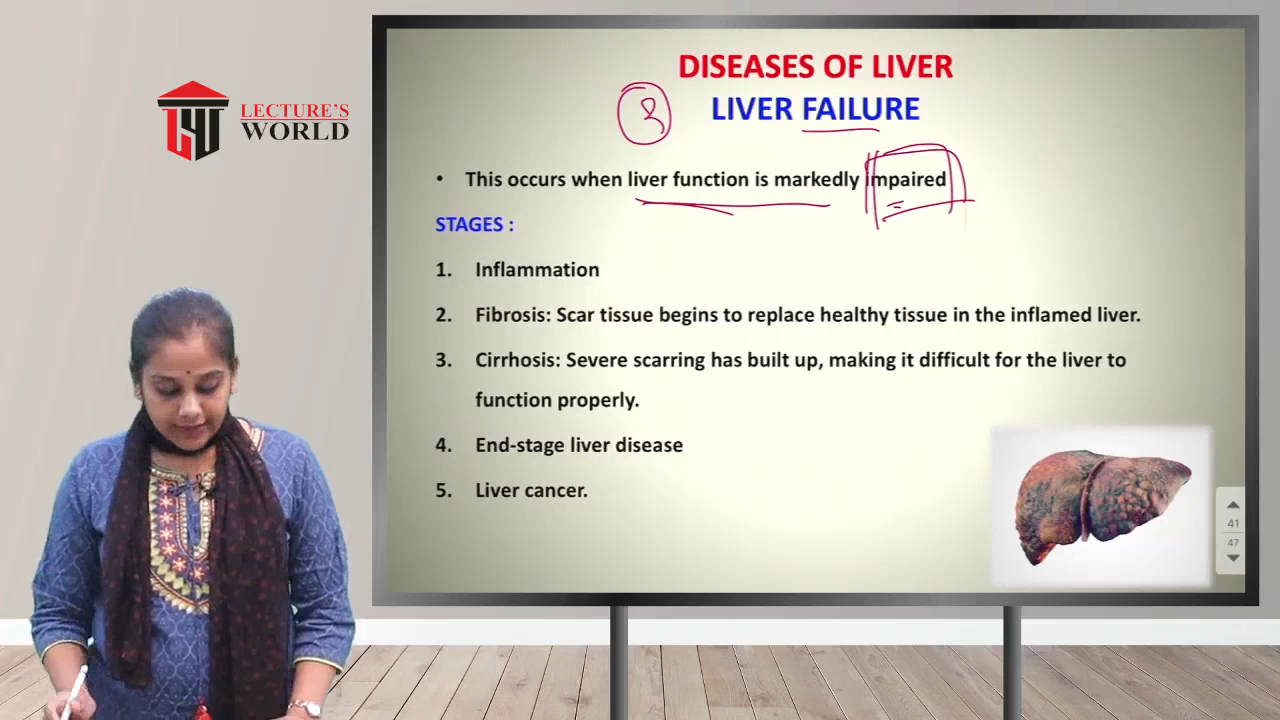 LECTURE'S
WORLD
DISEASES OF LIVER
3
LIVER FAILURE
• This occurs when liver function is markedly impaired
STAGES :
1. Inflammation
2. Fibrosis: Scar tissue begins to replace healthy tissue in the inflamed liver.
3. Cirrhosis: Severe scarring has built up, making it difficult for the liver to
function properly.
4. End-stage liver disease
5. Liver cancer.
41
47